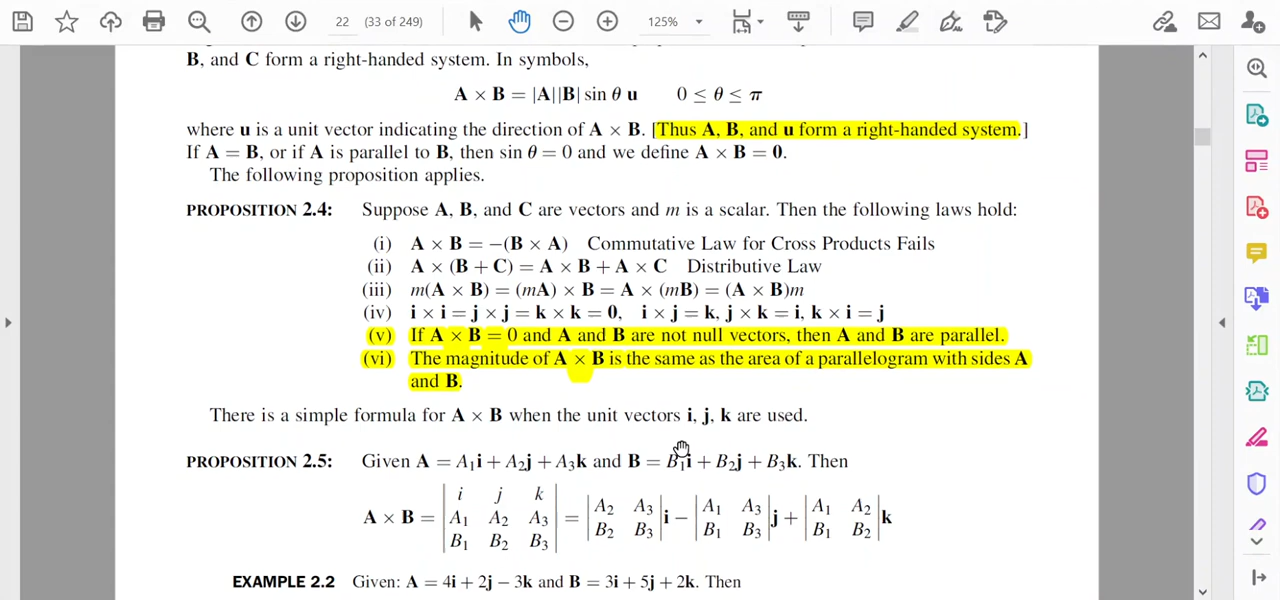 22 (33 of 249) 125%
B, and C form a right-handed system. In symbols,
A × B = |A||B| sin θ u 0 ≤ θ ≤ π
where u is a unit vector indicating the direction of A × B. [Thus A, B, and u form a right-handed system.]
If A = B, or if A is parallel to B, then sin θ = 0 and we define A × B = 0.
The following proposition applies.
PROPOSITION 2.4: Suppose A, B, and C are vectors and m is a scalar. Then the following laws hold:
(i) A × B = −(B × A) Commutative Law for Cross Products Fails
(ii) A × (B + C) = A × B + A × C Distributive Law
(iii) m(A × B) = (mA) × B = A × (mB) = (A × B)m
(iv) i × i = j × j = k × k = 0, i × j = k, j × k = i, k × i = j
(v) If A × B = 0 and A and B are not null vectors, then A and B are parallel.
(vi) The magnitude of A × B is the same as the area of a parallelogram with sides A
and B.
There is a simple formula for A × B when the unit vectors i, j, k are used.
PROPOSITION 2.5: Given A = A₁i + A₂j + A₃k and B = B₁i + B₂j + B₃k. Then
i j k
A₂ A₃ A₁ A₃ A₁ A₂
A × B = A₁ A₂ A₃ = i − j + k
B₂ B₃ B₁ B₃ B₁ B₂
B₁ B₂ B₃
EXAMPLE 2.2 Given: A = 4i + 2j − 3k and B = 3i + 5j + 2k. Then